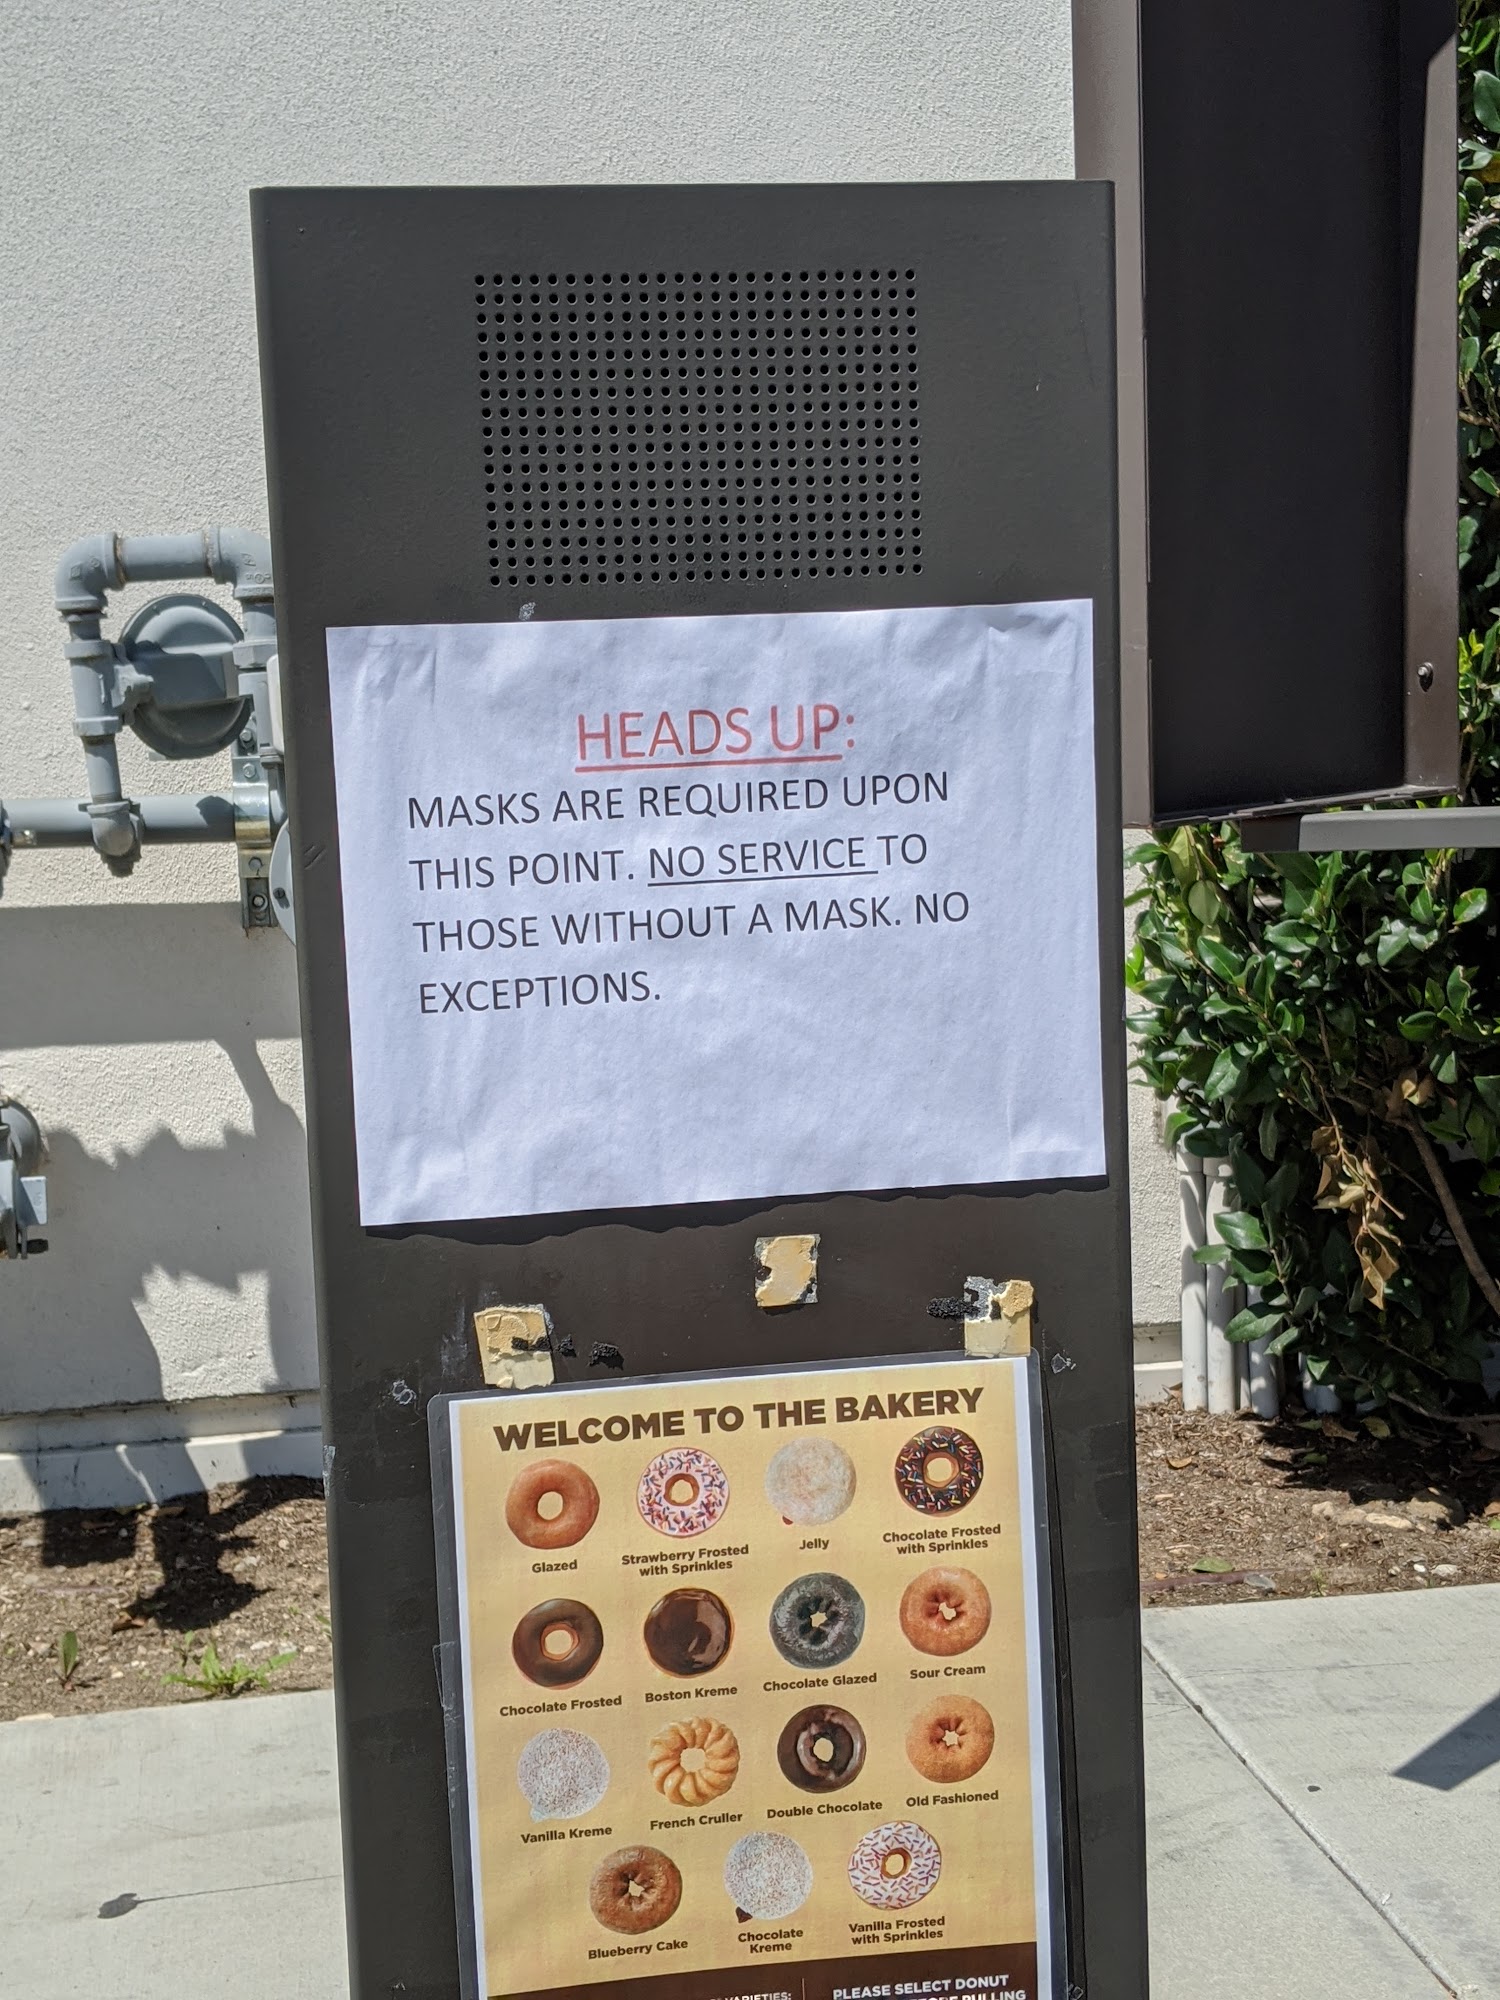 HEADS UP:
MASKS ARE REQUIRED UPON
THIS POINT. NO SERVICE TO
THOSE WITHOUT A MASK. NO
EXCEPTIONS.
WELCOME TO THE BAKERY
Glazed
Strawberry Frosted
with Sprinkles
Jelly
Chocolate Frosted
with Sprinkles
Chocolate Frosted
Boston Kreme
Chocolate Glazed
Sour Cream
Vanilla Kreme
French Cruller
Double Chocolate
Old Fashioned
Blueberry Cake
Chocolate
Kreme
Vanilla Frosted
with Sprinkles
VARIETIES:
PLEASE SELECT DONUT
PULLING